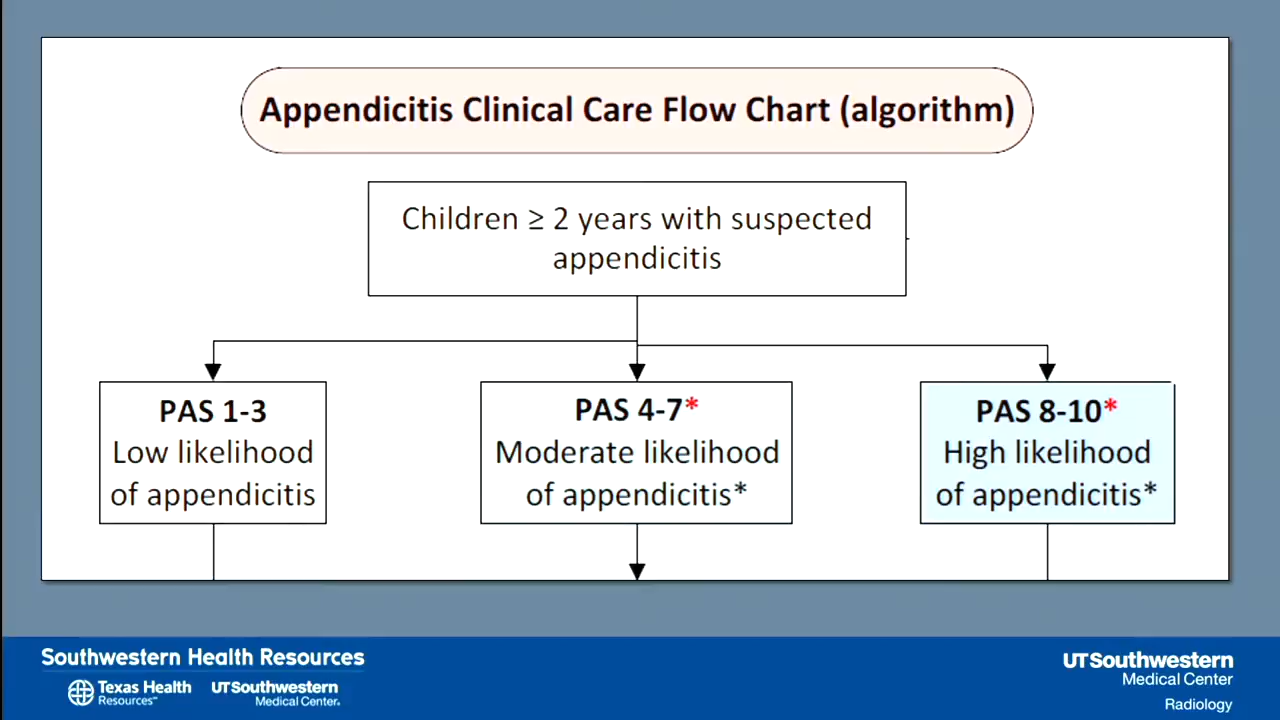 Appendicitis Clinical Care Flow Chart (algorithm)
Children ≥ 2 years with suspected
appendicitis
PAS 1-3
Low likelihood
of appendicitis
PAS 4-7*
Moderate likelihood
of appendicitis*
PAS 8-10*
High likelihood
of appendicitis*
Southwestern Health Resources
Texas Health
Resources℠
UTSouthwestern
Medical Center.
UTSouthwestern
Medical Center
Radiology